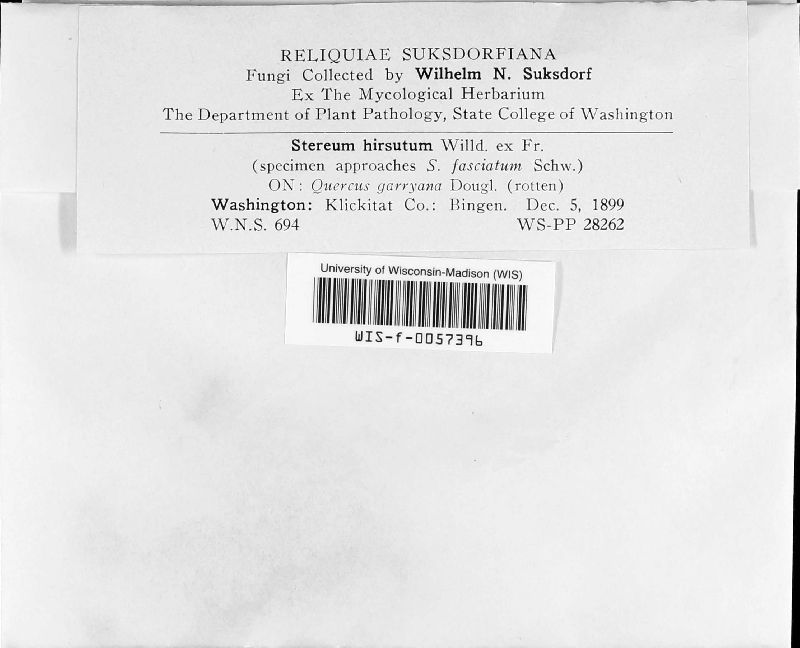 RELIQUIAE SUKSDORFIANA
Fungi Collected by Wilhelm N. Suksdorf
Ex The Mycological Herbarium
The Department of Plant Pathology, State College of Washington
Stereum hirsutum Willd. ex Fr.
(specimen approaches S. fasciatum Schw.)
ON: Quercus garryana Dougl. (rotten)
Washington: Klickitat Co.: Bingen. Dec. 5, 1899
W.N.S. 694 WS-PP 28262
University of Wisconsin-Madison (WIS)
WIS-f-0057396